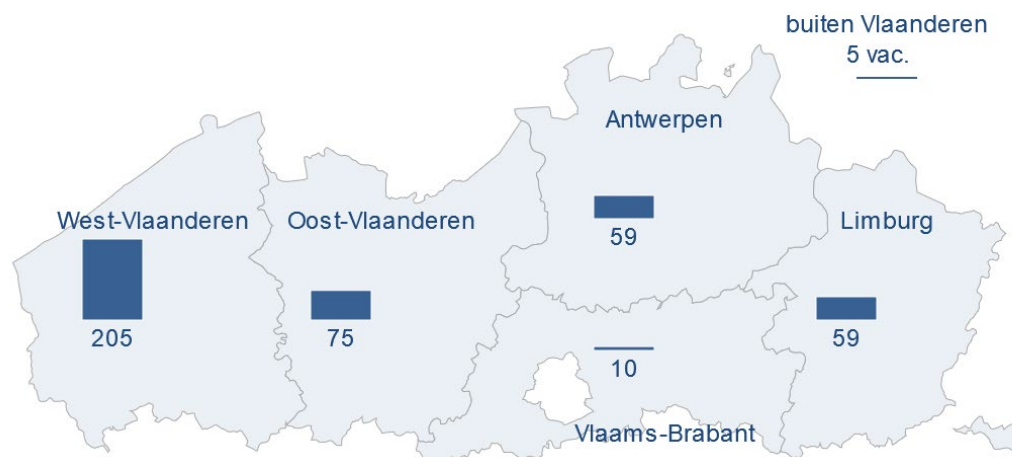 buiten Vlaanderen
5 vac.
Antwerpen
59
West-Vlaanderen
205
Oost-Vlaanderen
75
Limburg
59
10
Vlaams-Brabant